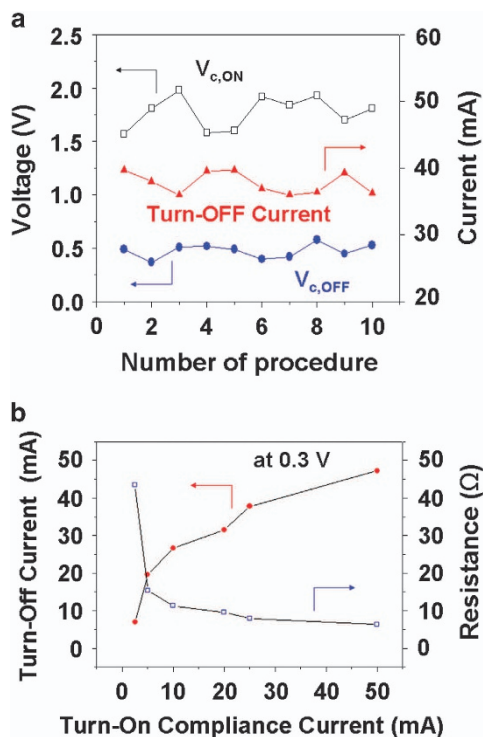 a
2.5
2.0
1.5
1.0
0.5
0.0
Voltage (V)
V_c,ON
Turn-OFF Current
V_c,OFF
60
50
40
30
20
Current (mA)
0 2 4 6 8 10
Number of procedure
b
at 0.3 V
50
40
30
20
10
0
Turn-Off Current (mA)
50
40
30
20
10
0
Resistance (Ω)
0 10 20 30 40 50
Turn-On Compliance Current (mA)